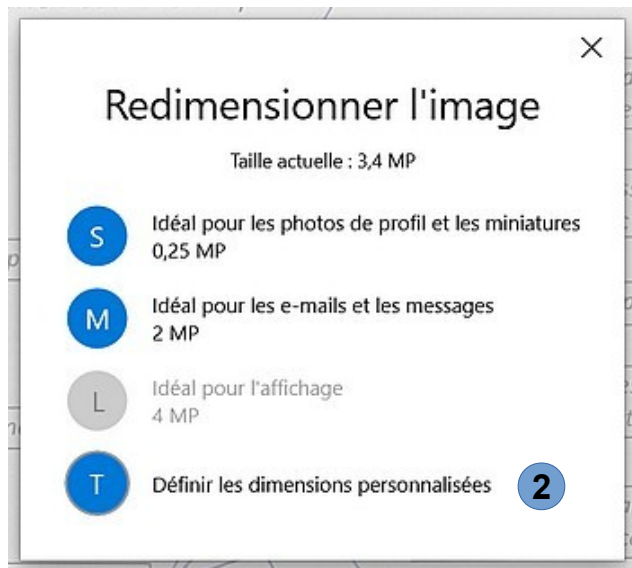 Redimensionner l'image
Taille actuelle : 3,4 MP
S
Idéal pour les photos de profil et les miniatures
0,25 MP
M
Idéal pour les e-mails et les messages
2 MP
L
Idéal pour l'affichage
4 MP
T
Définir les dimensions personnalisées
2